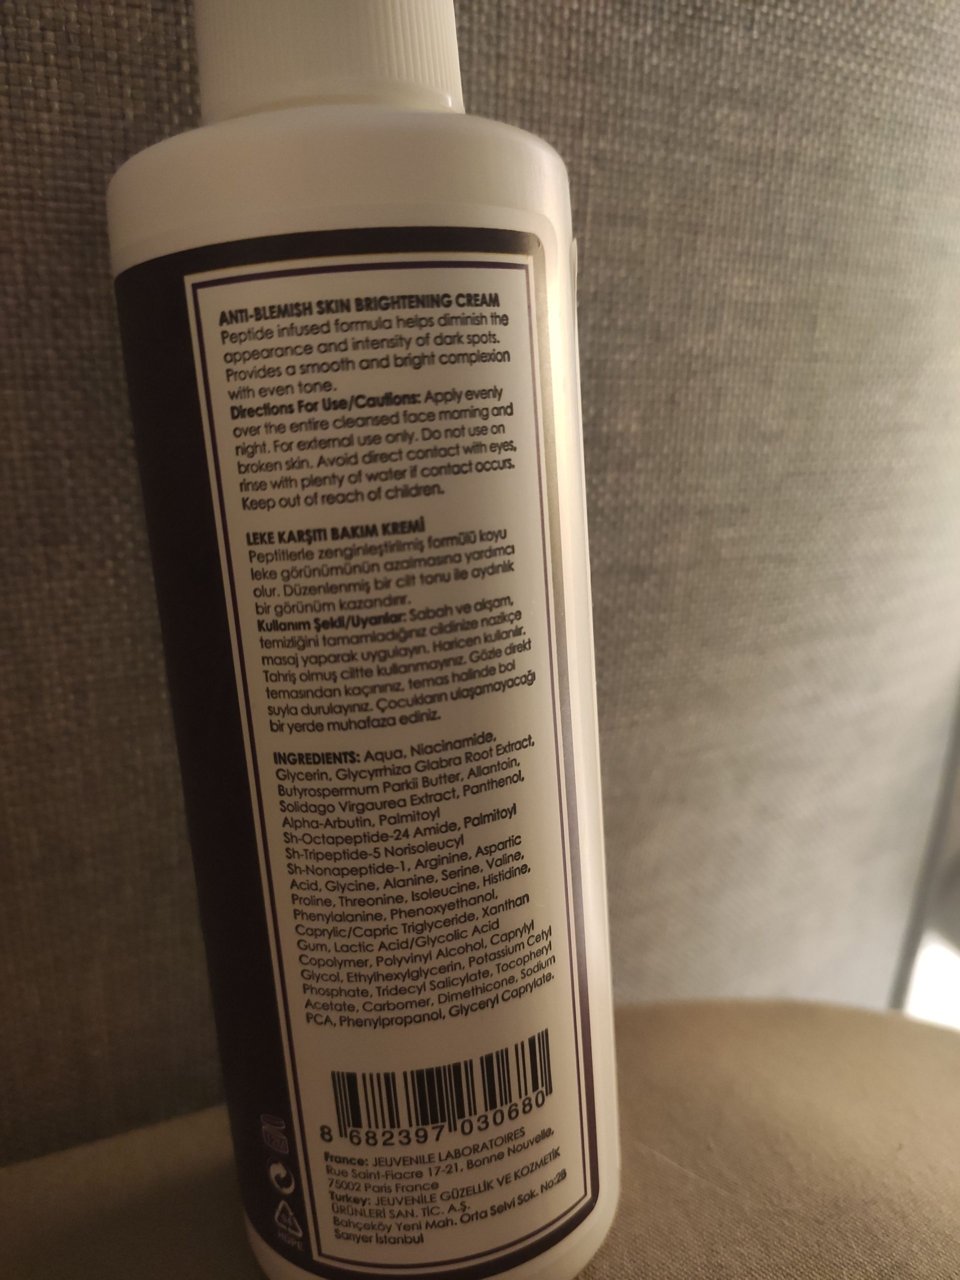 ANTI-BLEMISH SKIN BRIGHTENING CREAM
Peptide infused formula helps diminish the
appearance and intensity of dark spots.
Provides a smooth and bright complexion
with even tone.
Directions For Use/Cautions: Apply evenly
over the entire cleansed face morning and
night. For external use only. Do not use on
broken skin. Avoid direct contact with eyes,
rinse with plenty of water if contact occurs.
Keep out of reach of children.
LEKE KARŞITI BAKIM KREMİ
Peptitlerle zenginleştirilmiş formülü koyu
leke görünümünün azalmasına yardımcı
olur. Düzenlenmiş bir cilt tonu ile aydınlık
bir görünüm kazandırır.
Kullanım Şekli/Uyarılar: Sabah ve akşam,
temizliğini tamamladığınız cildinize nazikçe
masaj yaparak uygulayın. Haricen kullanılır.
Tahriş olmuş ciltte kullanmayınız. Gözle direkt
temasından kaçınınız, temas halinde bol
suyla durulayınız. Çocukların ulaşamayacağı
bir yerde muhafaza ediniz.
INGREDIENTS: Aqua, Niacinamide,
Glycerin, Glycyrrhiza Glabra Root Extract,
Butyrospermum Parkii Butter, Allantoin,
Solidago Virgaurea Extract, Panthenol,
Alpha-Arbutin, Palmitoyl
Sh-Octapeptide-24 Amide, Palmitoyl
Sh-Tripeptide-5 Norisoleucyl
Sh-Nonapeptide-1, Arginine, Aspartic
Acid, Glycine, Alanine, Serine, Valine,
Proline, Threonine, Isoleucine, Histidine,
Phenylalanine, Phenoxyethanol,
Caprylic/Capric Triglyceride, Xanthan
Gum, Lactic Acid/Glycolic Acid
Copolymer, Polyvinyl Alcohol, Caprylyl
Glycol, Ethylhexylglycerin, Potassium Cetyl
Phosphate, Tridecyl Salicylate, Tocopheryl
Acetate, Carbomer, Dimethicone, Sodium
PCA, Phenylpropanol, Glyceryl Caprylate.
8 682397 030680
France: JEUVENILE LABORATOIRES
Rue Saint-Fiacre 17-21, Bonne Nouvelle,
75002 Paris France
Turkey: JEUVENILE GÜZELLİK VE KOZMETİK
ÜRÜNLERİ SAN. TİC. A.Ş.
Bahçeköy Yeni Mah. Orta Selvi Sok. No:2B
Sarıyer İstanbul
HDPE